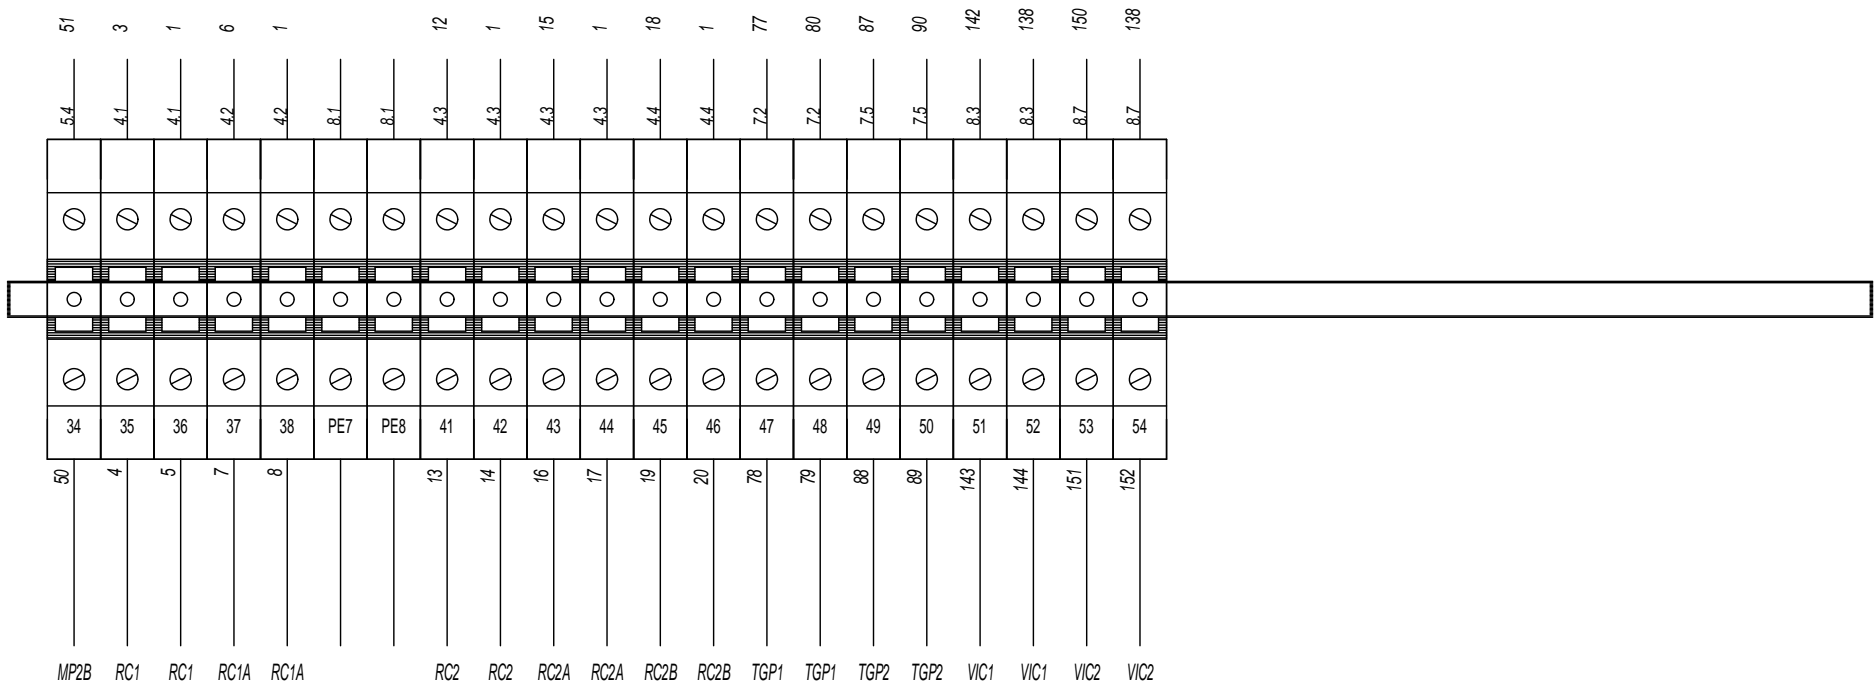 51 3 1 6 1 12 1 15 1 18 1 77 80 87 90 142 138 150 138
5.4 4.1 4.1 4.2 4.2 8.1 8.1 4.3 4.3 4.3 4.3 4.4 4.4 7.2 7.2 7.5 7.5 8.3 8.3 8.7 8.7
34 35 36 37 38 PE7 PE8 41 42 43 44 45 46 47 48 49 50 51 52 53 54
50 4 5 7 8 13 14 16 17 19 20 78 79 88 89 143 144 151 152
MP2B RC1 RC1 RC1A RC1A RC2 RC2 RC2A RC2A RC2B RC2B TGP1 TGP1 TGP2 TGP2 VIC1 VIC1 VIC2 VIC2